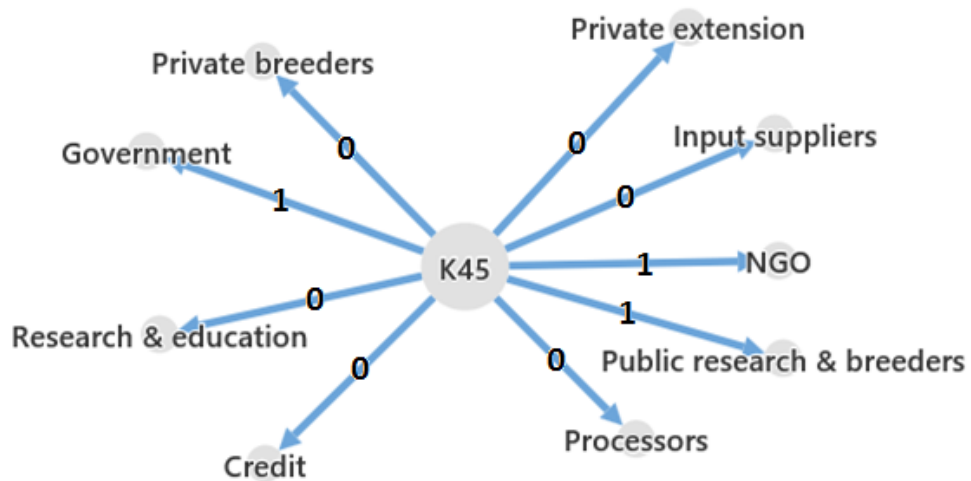 Private extension
Private breeders
0
0
Input suppliers
Government
0
1
NGO
1
K45
0
1
Research & education
Public research & breeders
0
0
Processors
Credit